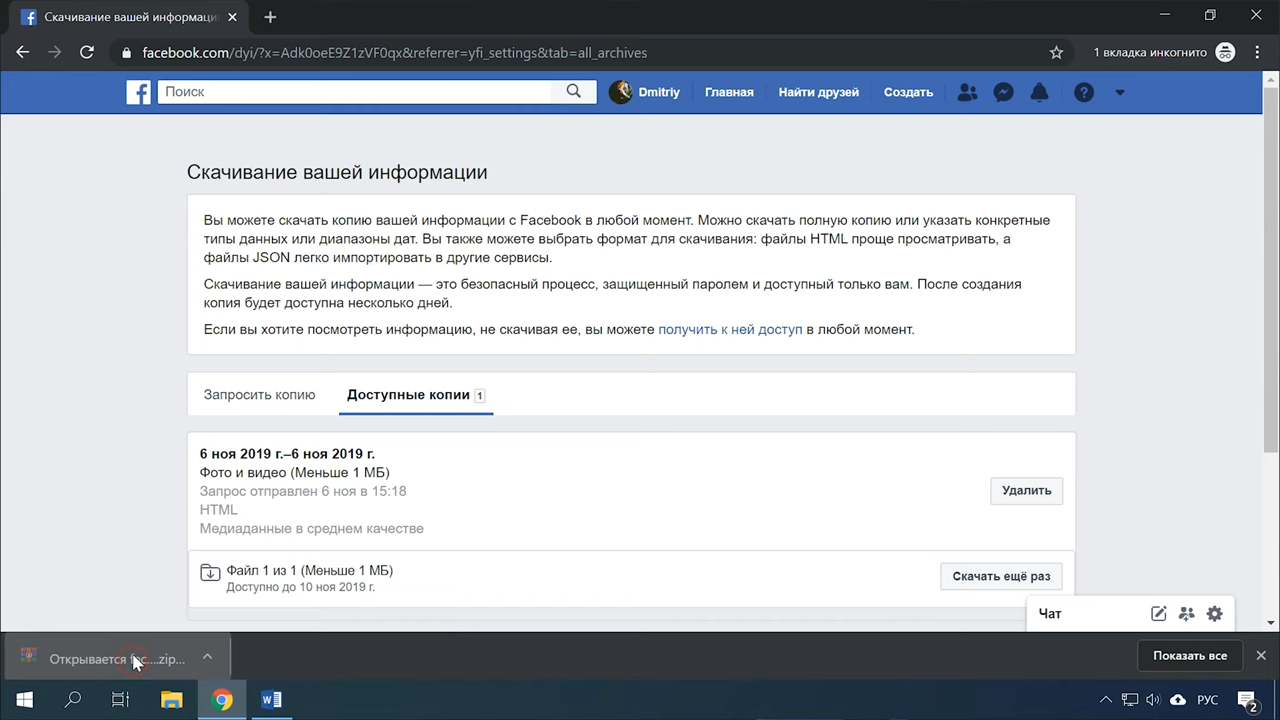 Скачивание вашей информаци
facebook.com/dyi/?x=Adk0oeE9Z1zVF0qx&referrer=yfi_settings&tab=all_archives
1 вкладка инкогнито
Поиск
Dmitriy
Главная
Найти друзей
Создать
Скачивание вашей информации
Вы можете скачать копию вашей информации с Facebook в любой момент. Можно скачать полную копию или указать конкретные
типы данных или диапазоны дат. Вы также можете выбрать формат для скачивания: файлы HTML проще просматривать, а
файлы JSON легко импортировать в другие сервисы.
Скачивание вашей информации — это безопасный процесс, защищенный паролем и доступный только вам. После создания
копия будет доступна несколько дней.
Если вы хотите посмотреть информацию, не скачивая ее, вы можете получить к ней доступ в любой момент.
Запросить копию
Доступные копии 1
6 ноя 2019 г.–6 ноя 2019 г.
Фото и видео (Меньше 1 МБ)
Запрос отправлен 6 ноя в 15:18
HTML
Медиаданные в среднем качестве
Удалить
Файл 1 из 1 (Меньше 1 МБ)
Доступно до 10 ноя 2019 г.
Скачать ещё раз
Чат
Открывается
.zip...
Показать все
РУС
2